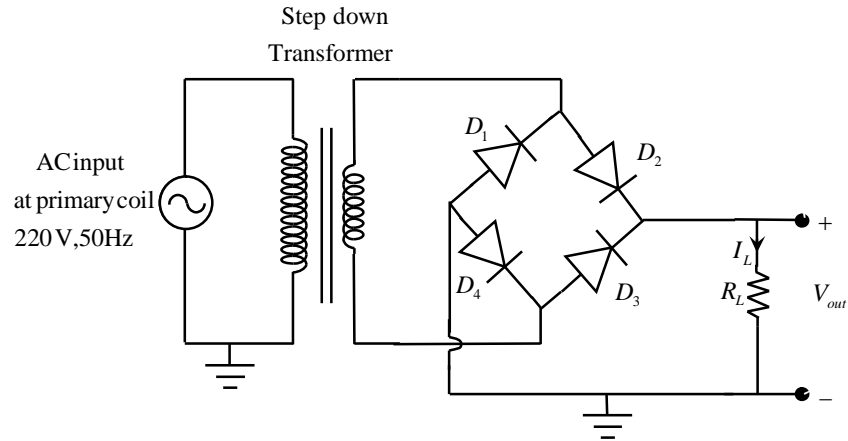 Step down
Transformer
AC input
at primary coil
220 V, 50Hz
D1
D2
D3
D4
+
IL
RL
Vout
−